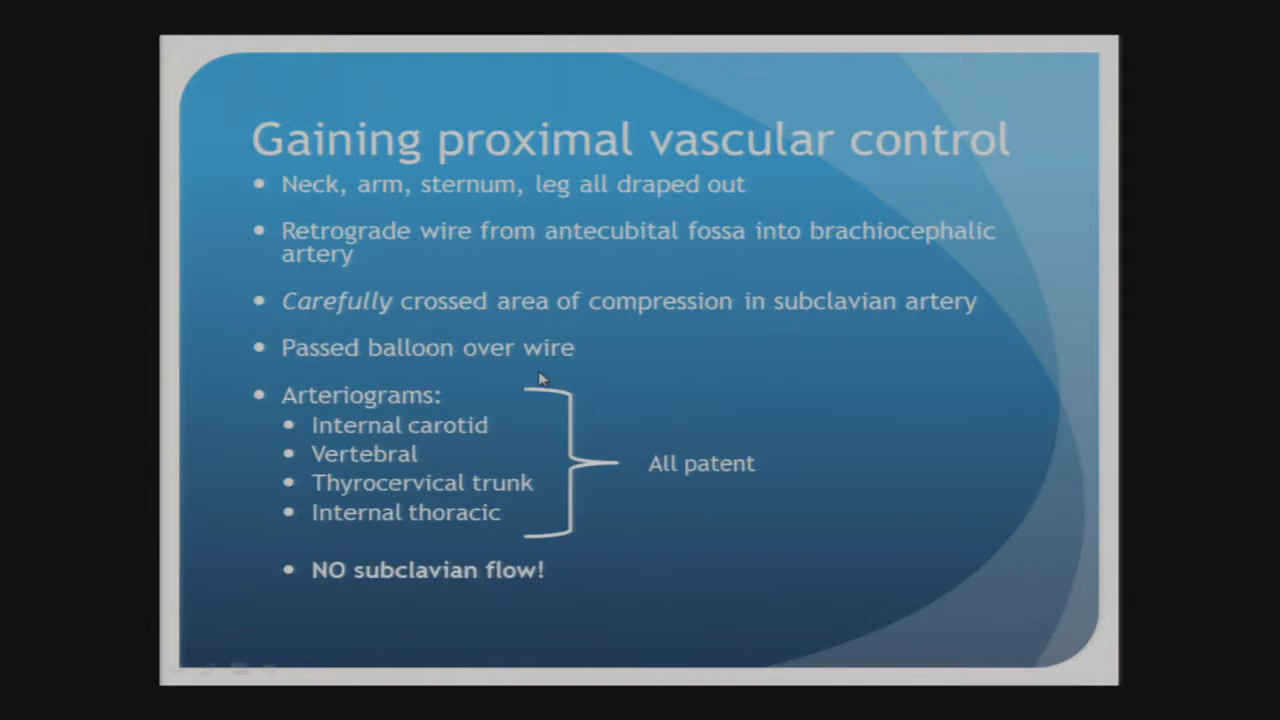 Gaining proximal vascular control
• Neck, arm, sternum, leg all draped out
• Retrograde wire from antecubital fossa into brachiocephalic
artery
• Carefully crossed area of compression in subclavian artery
• Passed balloon over wire
• Arteriograms:
• Internal carotid
• Vertebral
All patent
• Thyrocervical trunk
• Internal thoracic
• NO subclavian flow!